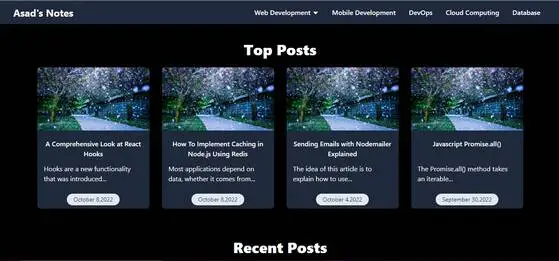 Asad's Notes
Web Development Mobile Development DevOps Cloud Computing Database
Top Posts
A Comprehensive Look at React
Hooks
Hooks are a new functionality
that was introduced...
October 8,2022
How To Implement Caching in
Node.js Using Redis
Most applications depend on
data, whether it comes from...
October 8,2022
Sending Emails with Nodemailer
Explained
The idea of this article is to
explain how to use...
October 4,2022
Javascript Promise.all()
The Promise.all() method takes
an iterable...
September 30,2022
Recent Posts